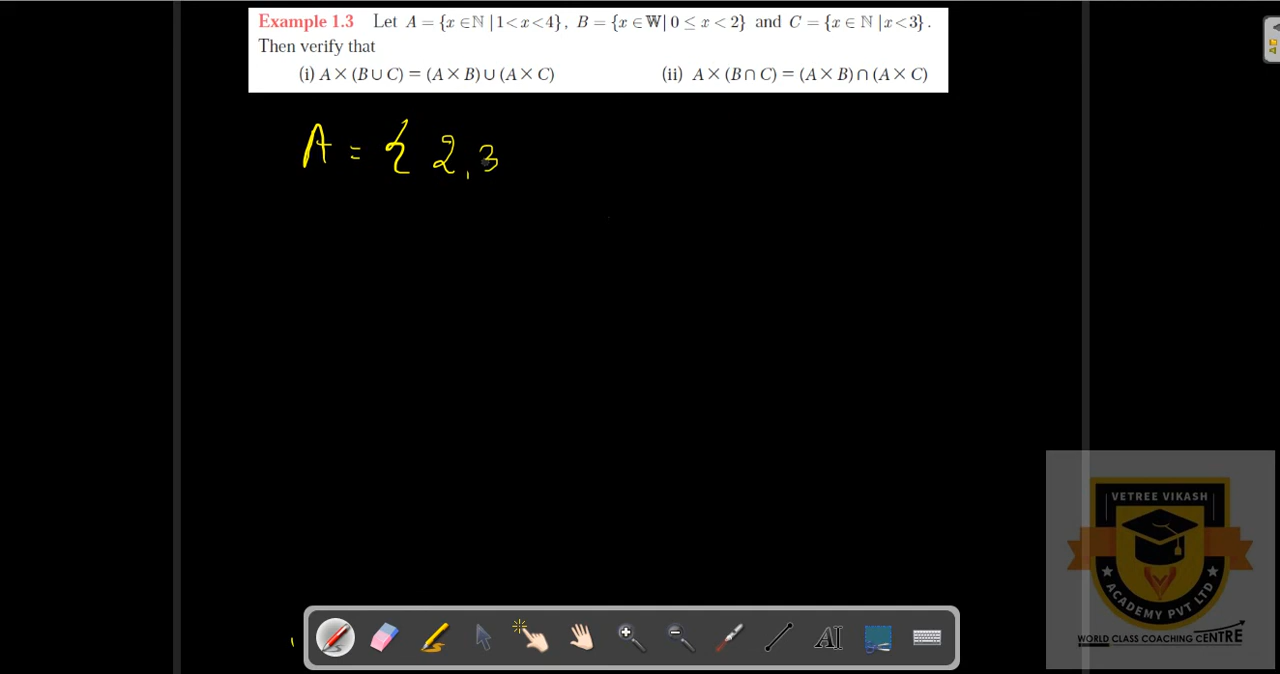 Example 1.3 Let A = {x ∈ ℕ | 1 < x < 4}, B = {x ∈ 𝕎 | 0 ≤ x < 2} and C = {x ∈ ℕ | x < 3}.
Then verify that
(i) A × (B ∪ C) = (A × B) ∪ (A × C) (ii) A × (B ∩ C) = (A × B) ∩ (A × C)
A = { 2, 3
AI
VETREE VIKASH
ACADEMY PVT LTD
WORLD CLASS COACHING CENTRE